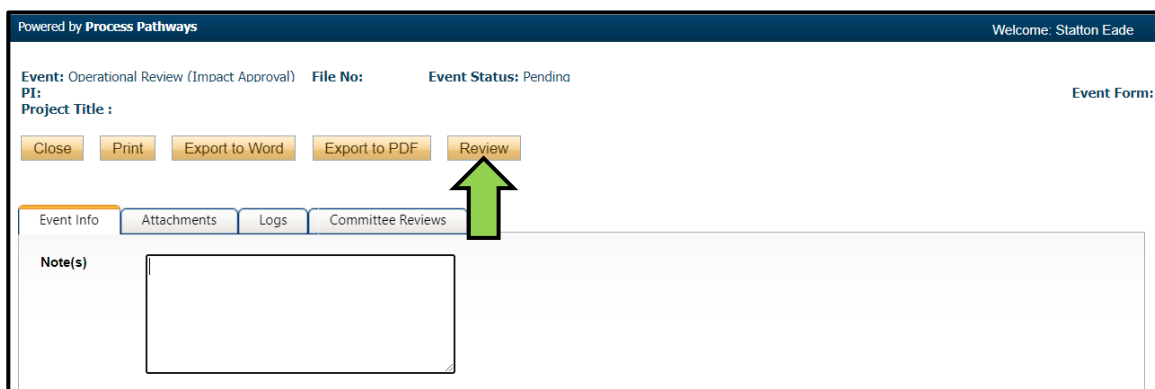 Powered by Process Pathways Welcome: Statton Eade
Event: Operational Review (Impact Approval) File No: Event Status: Pending
PI: Event Form:
Project Title :
Close Print Export to Word Export to PDF Review
Event Info Attachments Logs Committee Reviews
Note(s)